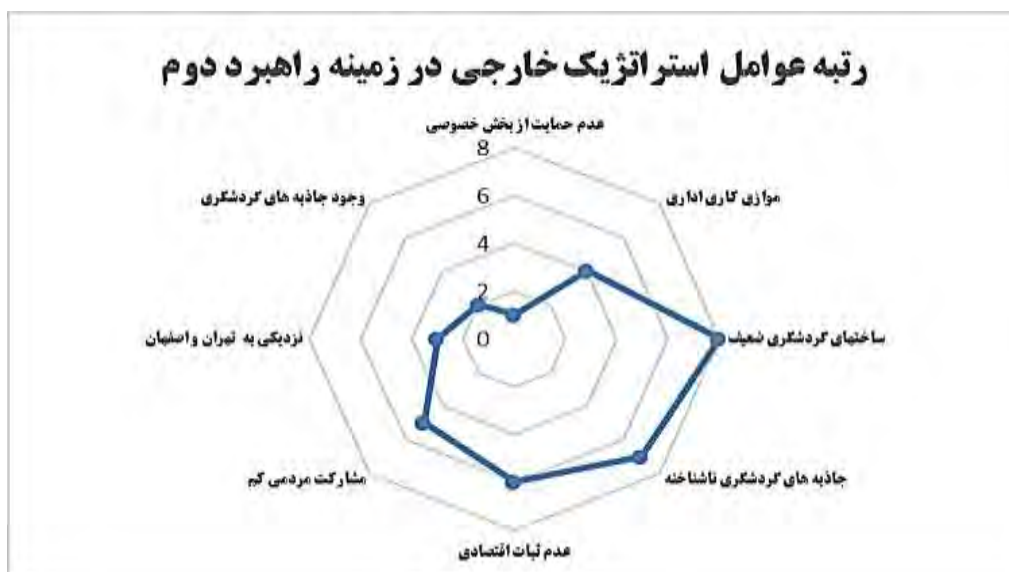 رتبه عوامل استراتژیک خارجی در زمینه راهبرد دوم
عدم حمایت از بخش خصوصی
موازی کاری اداری
ساختهای گردشگری ضعیف
جاذبه های گردشگری ناشناخته
عدم ثبات اقتصادی
مشارکت مردمی کم
نزدیکی به تهران و اصفهان
وجود جاذبه های گردشگری
8
6
4
2
0